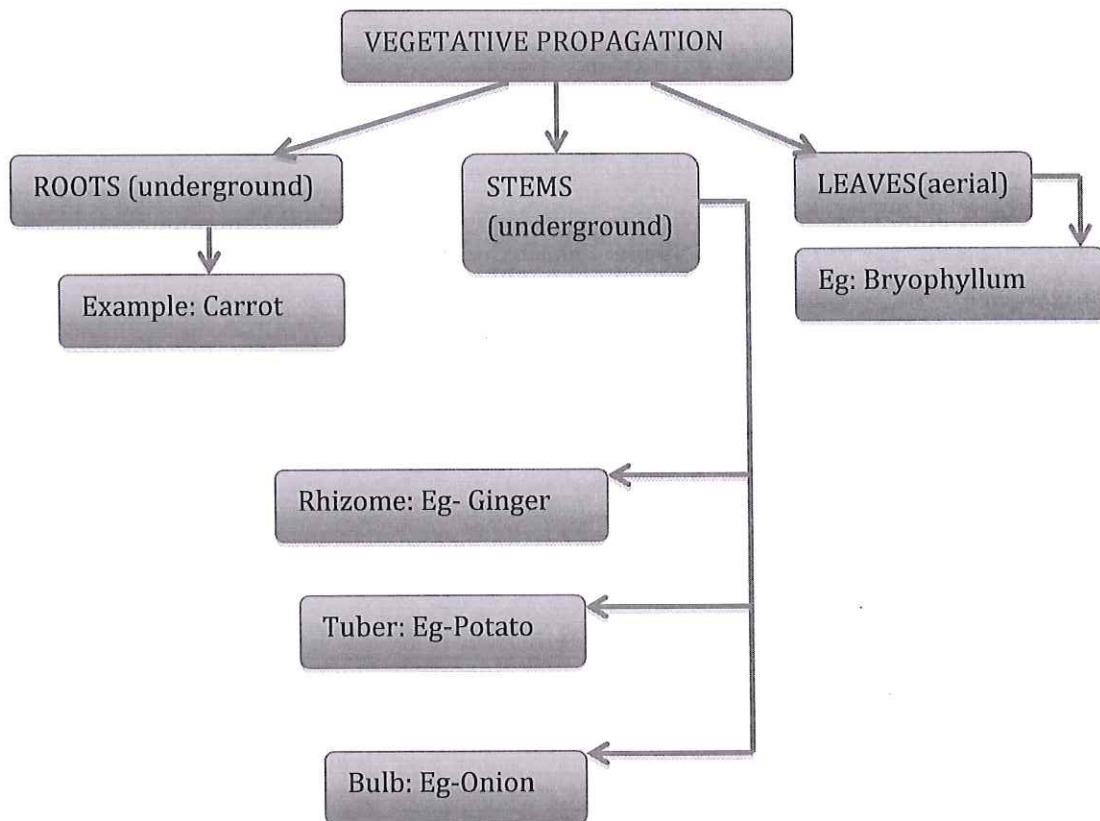 VEGETATIVE PROPAGATION
ROOTS (underground)
STEMS
(underground)
LEAVES(aerial)
Example: Carrot
Eg: Bryophyllum
Rhizome: Eg- Ginger
Tuber: Eg-Potato
Bulb: Eg-Onion